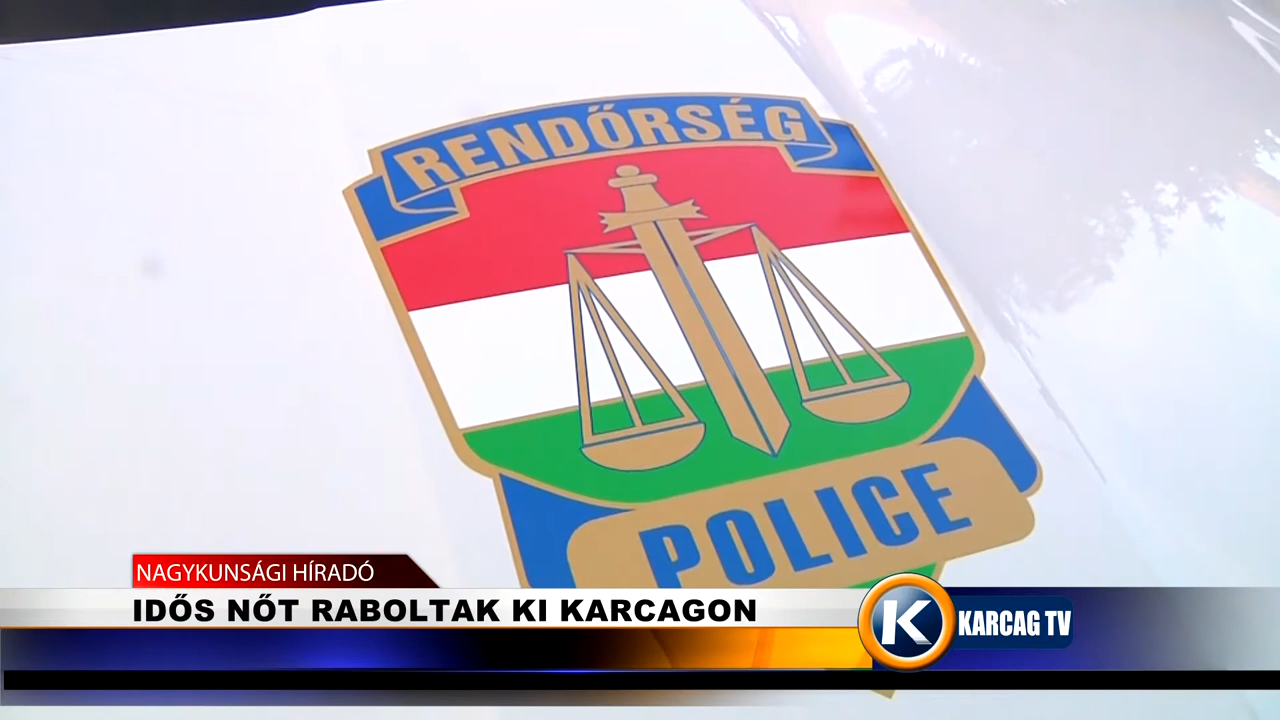 RENDŐRSÉG
POLICE
NAGYKUNSÁGI HÍRADÓ
IDŐS NŐT RABOLTAK KI KARCAGON
K KARCAG TV